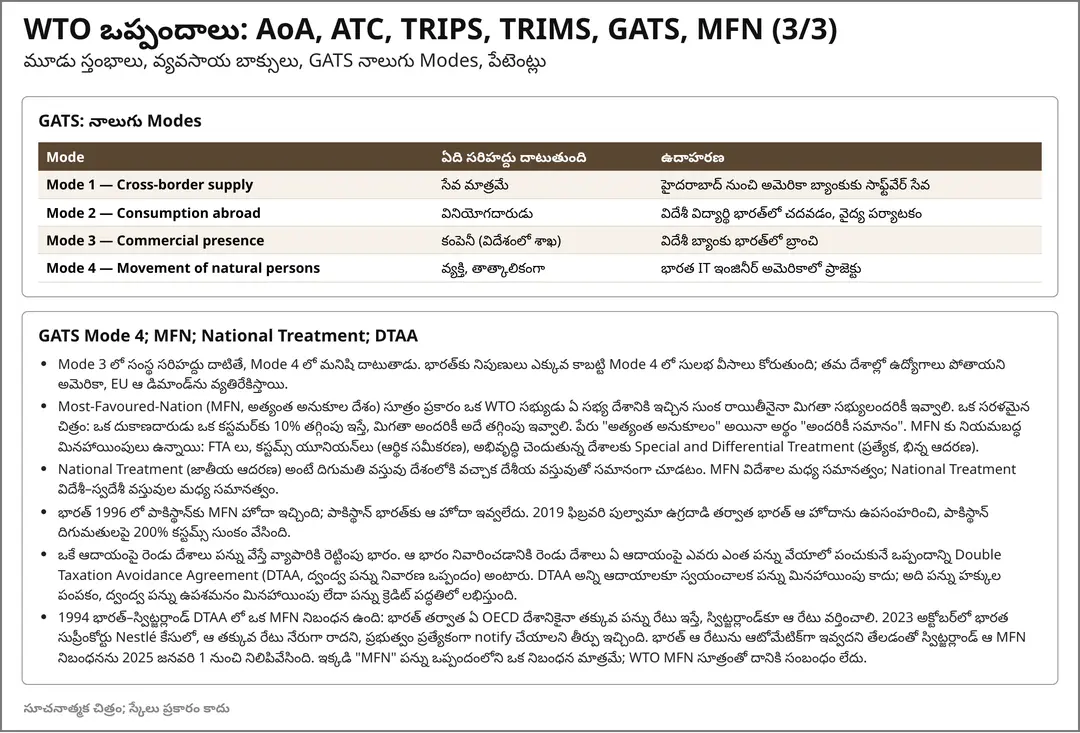 WTO ఒప్పందాలు: AoA, ATC, TRIPS, TRIMS, GATS, MFN (3/3)
మూడు స్తంభాలు, వ్యవసాయ బాక్సులు, GATS నాలుగు Modes, పేటెంట్లు
GATS: నాలుగు Modes
Mode ఏది సరిహద్దు దాటుతుంది ఉదాహరణ
Mode 1 — Cross-border supply సేవ మాత్రమే హైదరాబాద్ నుంచి అమెరికా బ్యాంకుకు సాఫ్ట్‌వేర్ సేవ
Mode 2 — Consumption abroad వినియోగదారుడు విదేశీ విద్యార్థి భారత్‌లో చదవడం, వైద్య పర్యాటకం
Mode 3 — Commercial presence కంపెనీ (విదేశంలో శాఖ) విదేశీ బ్యాంకు భారత్‌లో బ్రాంచి
Mode 4 — Movement of natural persons వ్యక్తి, తాత్కాలికంగా భారత IT ఇంజినీర్ అమెరికాలో ప్రాజెక్టు
GATS Mode 4; MFN; National Treatment; DTAA
• Mode 3 లో సంస్థ సరిహద్దు దాటితే, Mode 4 లో మనిషి దాటుతాడు. భారత్‌కు నిపుణులు ఎక్కువ కాబట్టి Mode 4 లో సులభ వీసాలు కోరుతుంది; తమ దేశాల్లో ఉద్యోగాలు పోతాయని
అమెరికా, EU ఆ డిమాండ్‌ను వ్యతిరేకిస్తాయి.
• Most-Favoured-Nation (MFN, అత్యంత అనుకూల దేశం) సూత్రం ప్రకారం ఒక WTO సభ్యుడు ఏ సభ్య దేశానికి ఇచ్చిన సుంక రాయితీనైనా మిగతా సభ్యులందరికీ ఇవ్వాలి. ఒక సరళమైన
చిత్రం: ఒక దుకాణదారుడు ఒక కస్టమర్‌కు 10% తగ్గింపు ఇస్తే, మిగతా అందరికీ అదే తగ్గింపు ఇవ్వాలి. పేరు "అత్యంత అనుకూలం" అయినా అర్థం "అందరికీ సమానం". MFN కు నియమబద్ధ
మినహాయింపులు ఉన్నాయి: FTA లు, కస్టమ్స్ యూనియన్‌లు (ఆర్థిక సమీకరణ), అభివృద్ధి చెందుతున్న దేశాలకు Special and Differential Treatment (ప్రత్యేక, భిన్న ఆదరణ).
• National Treatment (జాతీయ ఆదరణ) అంటే దిగుమతి వస్తువు దేశంలోకి వచ్చాక దేశీయ వస్తువుతో సమానంగా చూడటం. MFN విదేశాల మధ్య సమానత్వం; National Treatment
విదేశీ–స్వదేశీ వస్తువుల మధ్య సమానత్వం.
• భారత్ 1996 లో పాకిస్థాన్‌కు MFN హోదా ఇచ్చింది; పాకిస్థాన్ భారత్‌కు ఆ హోదా ఇవ్వలేదు. 2019 ఫిబ్రవరి పుల్వామా ఉగ్రదాడి తర్వాత భారత్ ఆ హోదాను ఉపసంహరించి, పాకిస్థాన్
దిగుమతులపై 200% కస్టమ్స్ సుంకం వేసింది.
• ఒకే ఆదాయంపై రెండు దేశాలు పన్ను వేస్తే వ్యాపారికి రెట్టింపు భారం. ఆ భారం నివారించడానికి రెండు దేశాలు ఏ ఆదాయంపై ఎవరు ఎంత పన్ను వేయాలో పంచుకునే ఒప్పందాన్ని Double
Taxation Avoidance Agreement (DTAA, ద్వంద్వ పన్ను నివారణ ఒప్పందం) అంటారు. DTAA అన్ని ఆదాయాలకూ స్వయంచాలక పన్ను మినహాయింపు కాదు; అది పన్ను హక్కుల
పంపకం, ద్వంద్వ పన్ను ఉపశమనం మినహాయింపు లేదా పన్ను క్రెడిట్ పద్ధతిలో లభిస్తుంది.
• 1994 భారత్–స్విట్జర్లాండ్ DTAA లో ఒక MFN నిబంధన ఉంది: భారత్ తర్వాత ఏ OECD దేశానికైనా తక్కువ పన్ను రేటు ఇస్తే, స్విట్జర్లాండ్‌కూ ఆ రేటు వర్తించాలి. 2023 అక్టోబర్‌లో భారత
సుప్రీంకోర్టు Nestlé కేసులో, ఆ తక్కువ రేటు నేరుగా రాదని, ప్రభుత్వం ప్రత్యేకంగా notify చేయాలని తీర్పు ఇచ్చింది. భారత్ ఆ రేటును ఆటోమేటిక్‌గా ఇవ్వదని తేలడంతో స్విట్జర్లాండ్ ఆ MFN
నిబంధనను 2025 జనవరి 1 నుంచి నిలిపివేసింది. ఇక్కడి "MFN" పన్ను ఒప్పందంలోని ఒక నిబంధన మాత్రమే; WTO MFN సూత్రంతో దానికి సంబంధం లేదు.
సూచనాత్మక చిత్రం; స్కేలు ప్రకారం కాదు